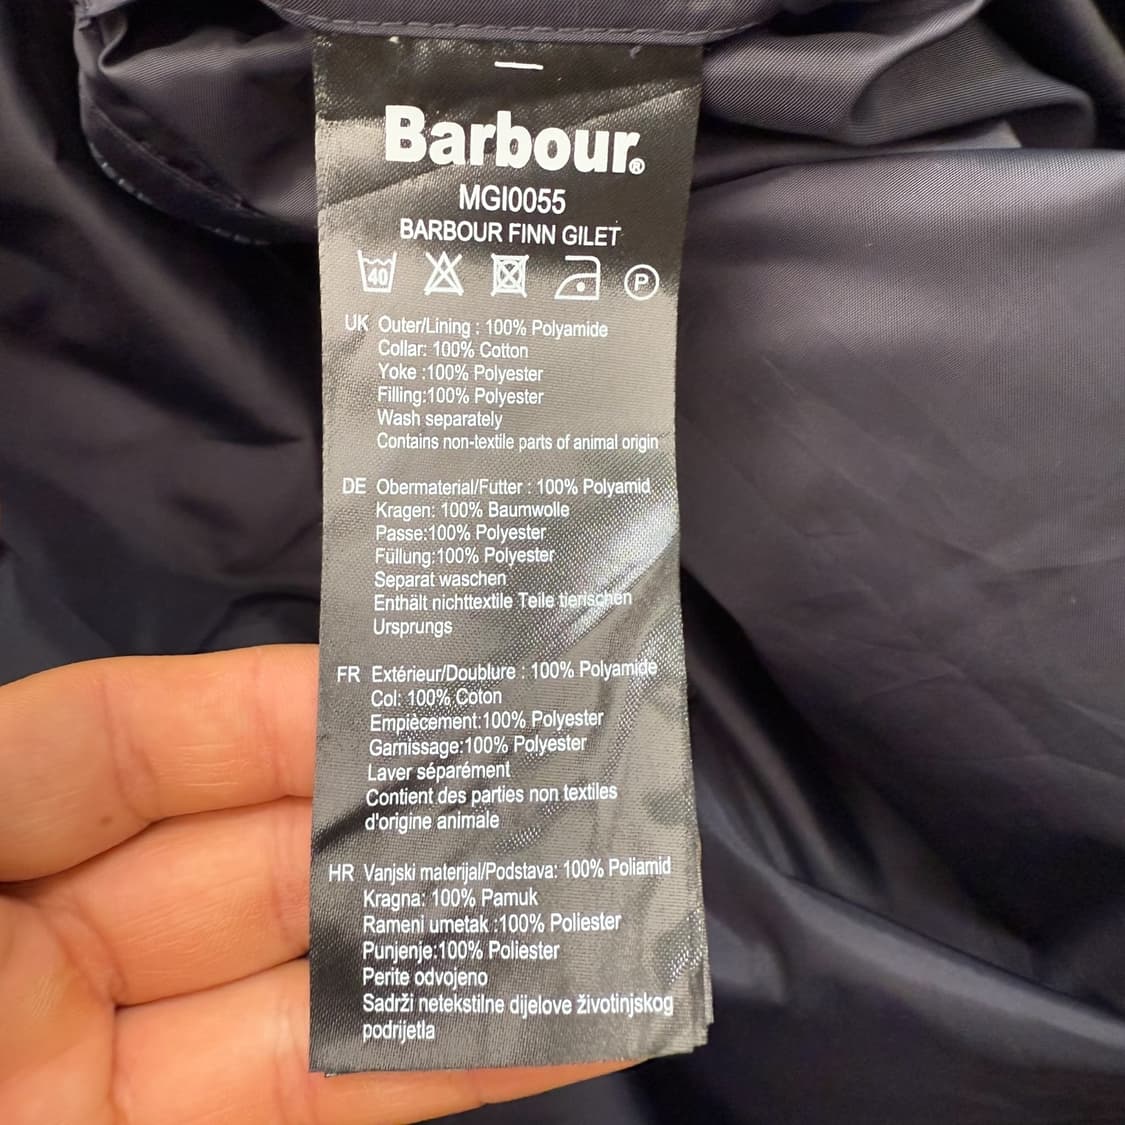 Barbour®
MGI0055
BARBOUR FINN GILET
40 P
UK Outer/Lining : 100% Polyamide
Collar: 100% Cotton
Yoke :100% Polyester
Filling:100% Polyester
Wash separately
Contains non-textile parts of animal origin
DE Obermaterial/Futter : 100% Polyamid
Kragen: 100% Baumwolle
Passe:100% Polyester
Füllung:100% Polyester
Separat waschen
Enthält nichttextile Teile tierischen
Ursprungs
FR Extérieur/Doublure : 100% Polyamide
Col: 100% Coton
Empiècement:100% Polyester
Garnissage:100% Polyester
Laver séparément
Contient des parties non textiles
d'origine animale
HR Vanjski materijal/Podstava: 100% Poliamid
Kragna: 100% Pamuk
Rameni umetak :100% Poliester
Punjenje:100% Poliester
Perite odvojeno
Sadrži netekstilne dijelove životinjskog
podrijetla